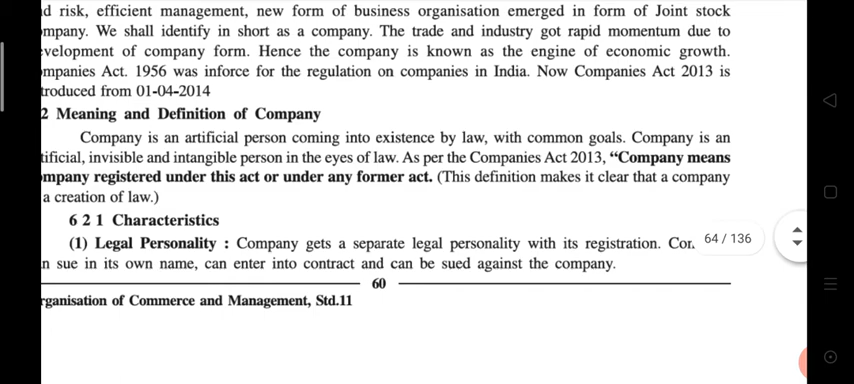 d risk, efficient management, new form of business organisation emerged in form of Joint stock
mpany. We shall identify in short as a company. The trade and industry got rapid momentum due to
velopment of company form. Hence the company is known as the engine of economic growth.
mpanies Act. 1956 was inforce for the regulation on companies in India. Now Companies Act 2013 is
troduced from 01-04-2014
2 Meaning and Definition of Company
Company is an artificial person coming into existence by law, with common goals. Company is an
tificial, invisible and intangible person in the eyes of law. As per the Companies Act 2013, “Company means
mpany registered under this act or under any former act. (This definition makes it clear that a company
a creation of law.)
6 2 1 Characteristics
(1) Legal Personality : Company gets a separate legal personality with its registration. Con
64 / 136
n sue in its own name, can enter into contract and can be sued against the company.
60
rganisation of Commerce and Management, Std.11